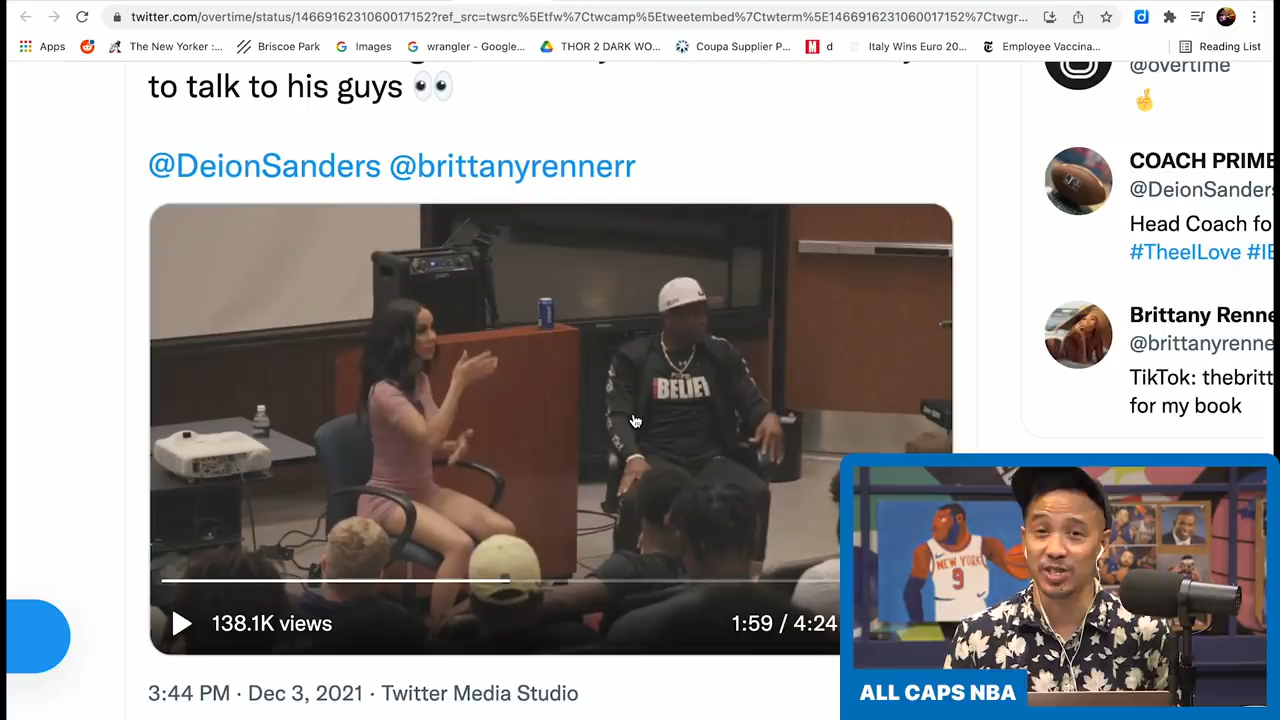 twitter.com/overtime/status/1466916231060017152?ref_src=twsrc%5Etfw%7Ctwcamp%5Etweetembed%7Ctwterm%5E1466916231060017152%7Ctwgr...
Apps
The New Yorker :...
Briscoe Park
Images
wrangler - Google...
THOR 2 DARK WO...
Coupa Supplier P...
d
Italy Wins Euro 20...
Employee Vaccina...
Reading List
to talk to his guys 👀
@DeionSanders @brittanyrennerr
@overtime
🤞
COACH PRIME
@DeionSanders
Head Coach fo
#TheeILove #IE
Brittany Renne
@brittanyrenne
TikTok: thebritt
for my book
BELIEV
138.1K views
1:59 / 4:24
3:44 PM · Dec 3, 2021 · Twitter Media Studio
NEW YORK
9
ALL CAPS NBA